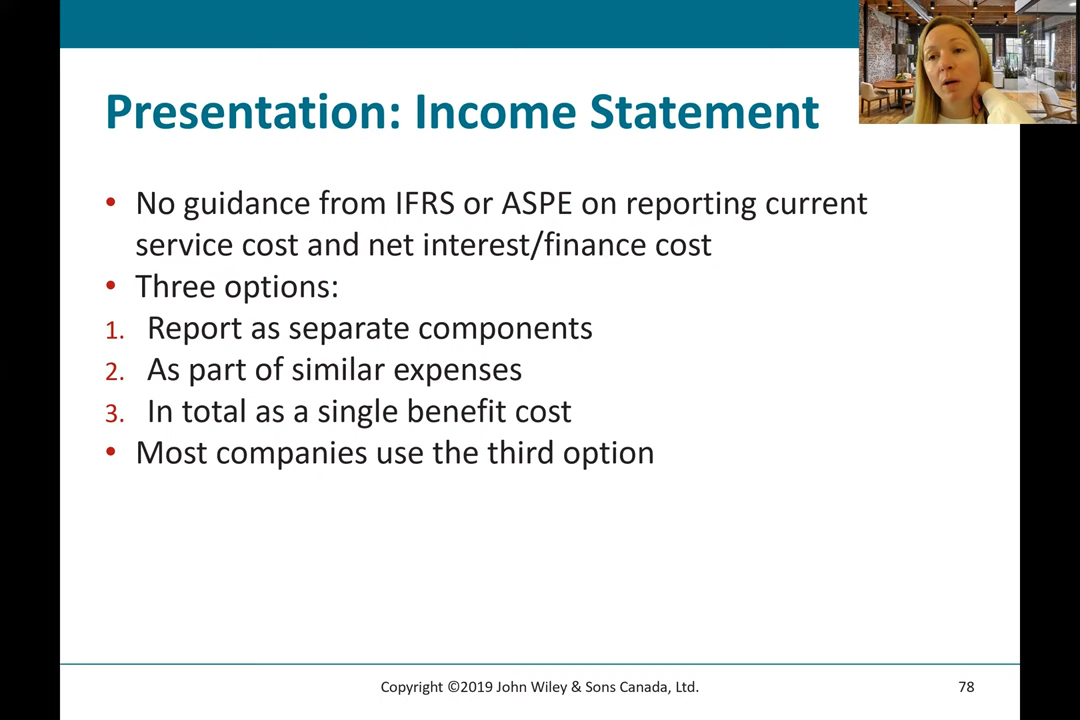 Presentation: Income Statement
• No guidance from IFRS or ASPE on reporting current
service cost and net interest/finance cost
• Three options:
1. Report as separate components
2. As part of similar expenses
3. In total as a single benefit cost
• Most companies use the third option
Copyright ©2019 John Wiley & Sons Canada, Ltd.
78